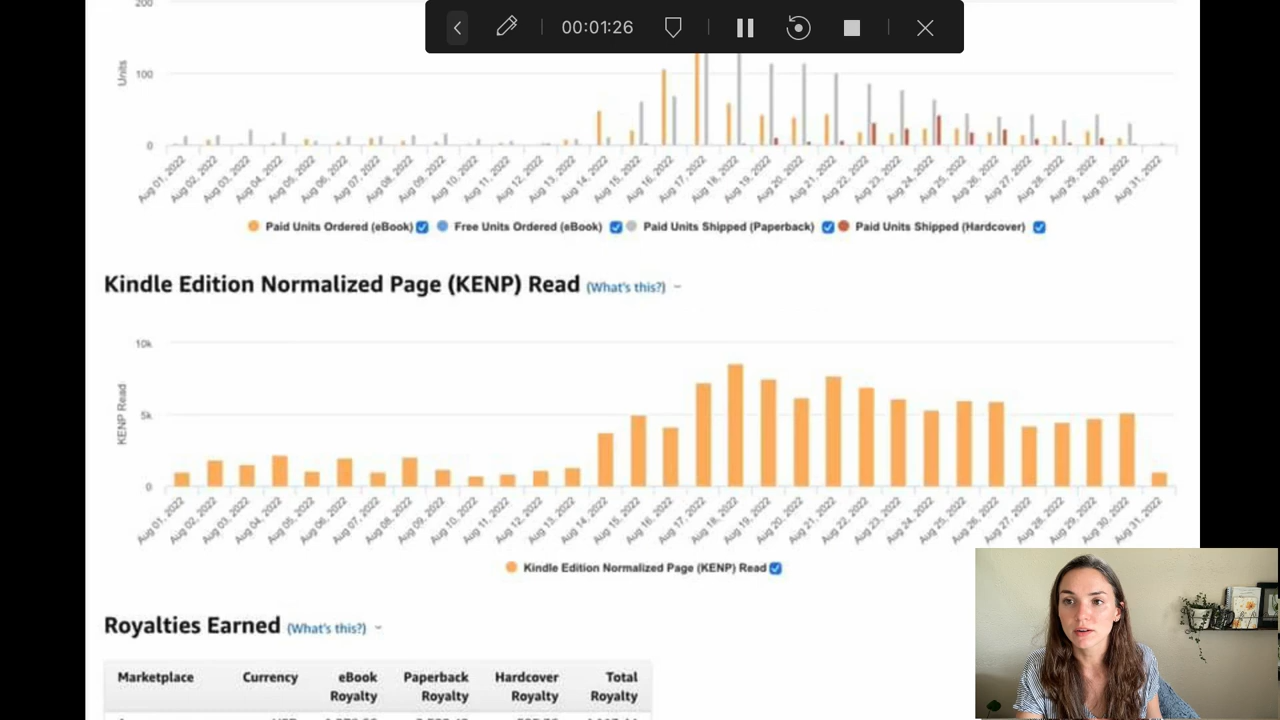 200
00:01:26
Units
100
0
Aug 01, 2022
Aug 02, 2022
Aug 03, 2022
Aug 04, 2022
Aug 05, 2022
Aug 06, 2022
Aug 07, 2022
Aug 08, 2022
Aug 09, 2022
Aug 10, 2022
Aug 11, 2022
Aug 12, 2022
Aug 13, 2022
Aug 14, 2022
Aug 15, 2022
Aug 16, 2022
Aug 17, 2022
Aug 18, 2022
Aug 19, 2022
Aug 20, 2022
Aug 21, 2022
Aug 22, 2022
Aug 23, 2022
Aug 24, 2022
Aug 25, 2022
Aug 26, 2022
Aug 27, 2022
Aug 28, 2022
Aug 29, 2022
Aug 30, 2022
Aug 31, 2022
Paid Units Ordered (eBook) Free Units Ordered (eBook) Paid Units Shipped (Paperback) Paid Units Shipped (Hardcover)
Kindle Edition Normalized Page (KENP) Read (What's this?)
10k
KENP Read
5k
0
Aug 01, 2022
Aug 02, 2022
Aug 03, 2022
Aug 04, 2022
Aug 05, 2022
Aug 06, 2022
Aug 07, 2022
Aug 08, 2022
Aug 09, 2022
Aug 10, 2022
Aug 11, 2022
Aug 12, 2022
Aug 13, 2022
Aug 14, 2022
Aug 15, 2022
Aug 16, 2022
Aug 17, 2022
Aug 18, 2022
Aug 19, 2022
Aug 20, 2022
Aug 21, 2022
Aug 22, 2022
Aug 23, 2022
Aug 24, 2022
Aug 25, 2022
Aug 26, 2022
Aug 27, 2022
Aug 28, 2022
Aug 29, 2022
Aug 30, 2022
Aug 31, 2022
Kindle Edition Normalized Page (KENP) Read
Royalties Earned (What's this?)
Marketplace Currency eBook Royalty Paperback Royalty Hardcover Royalty Total Royalty